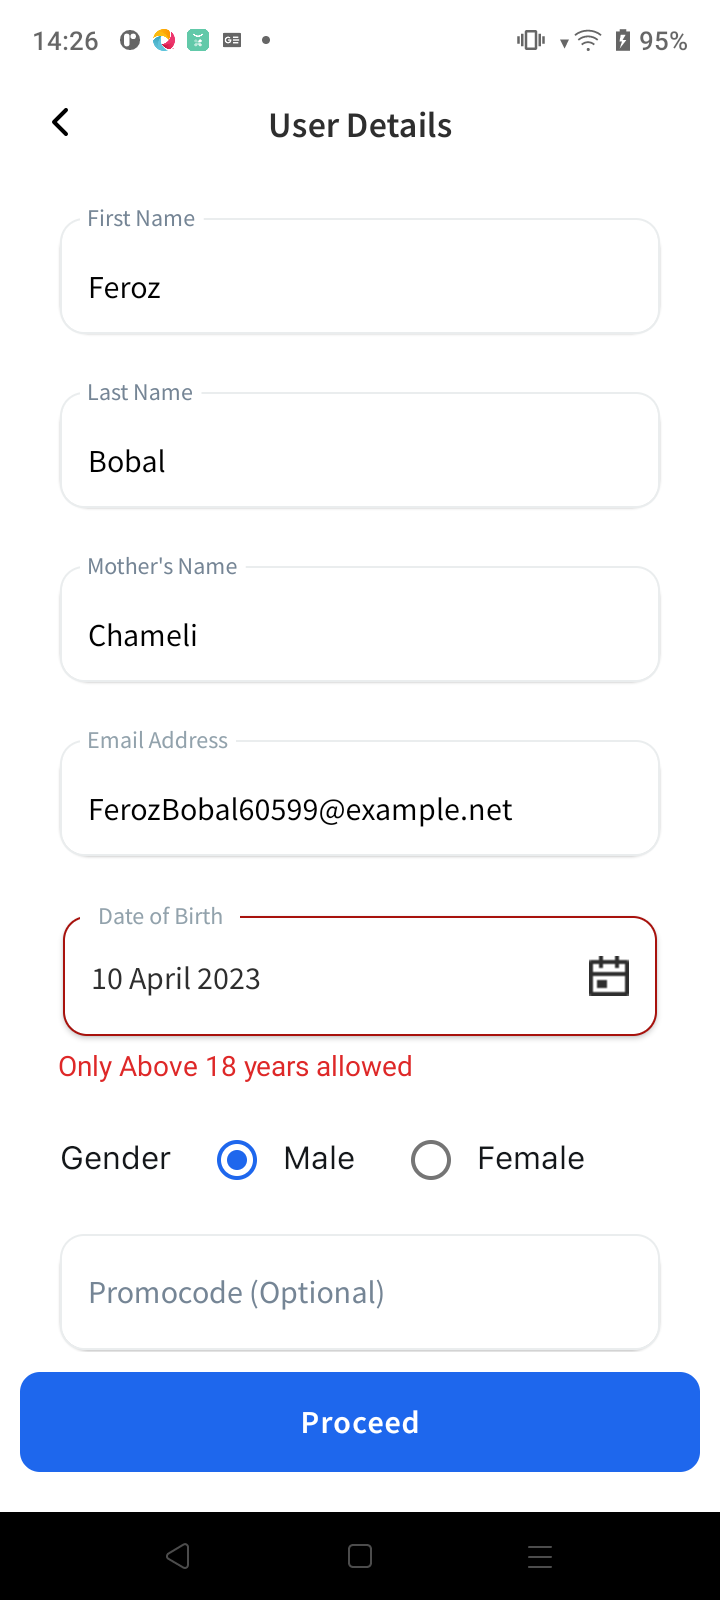 14:26
GE
95%
User Details
First Name
Feroz
Last Name
Bobal
Mother's Name
Chameli
Email Address
FerozBobal60599@example.net
Date of Birth
10 April 2023
Only Above 18 years allowed
Gender Male Female
Promocode (Optional)
Proceed